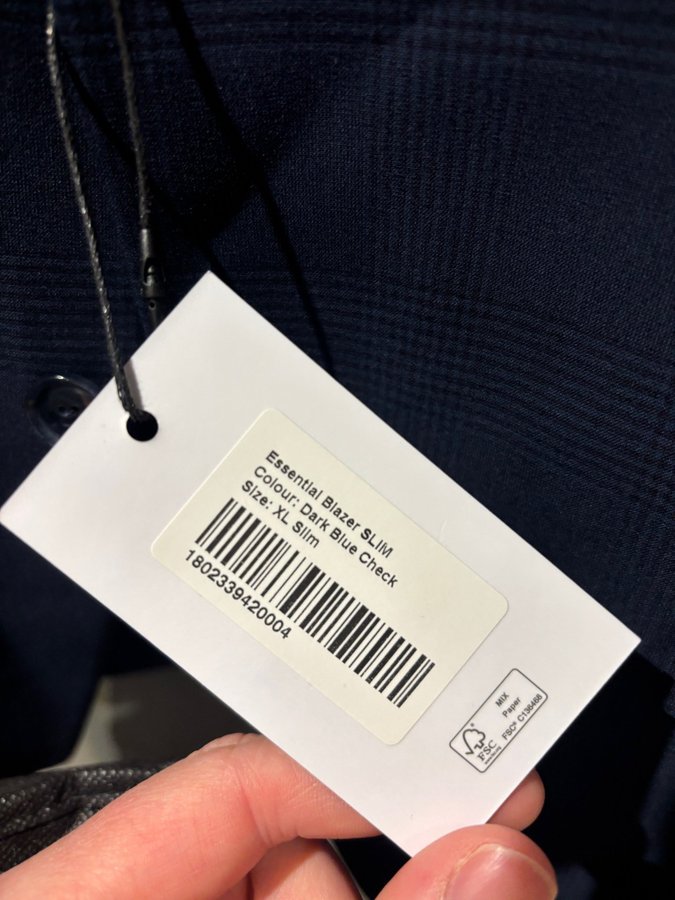 Essential Blazer SLIM
Colour: Dark Blue Check
Size: XL Slim
1802339420004
MIX
Paper
FSC® C136468
FSC